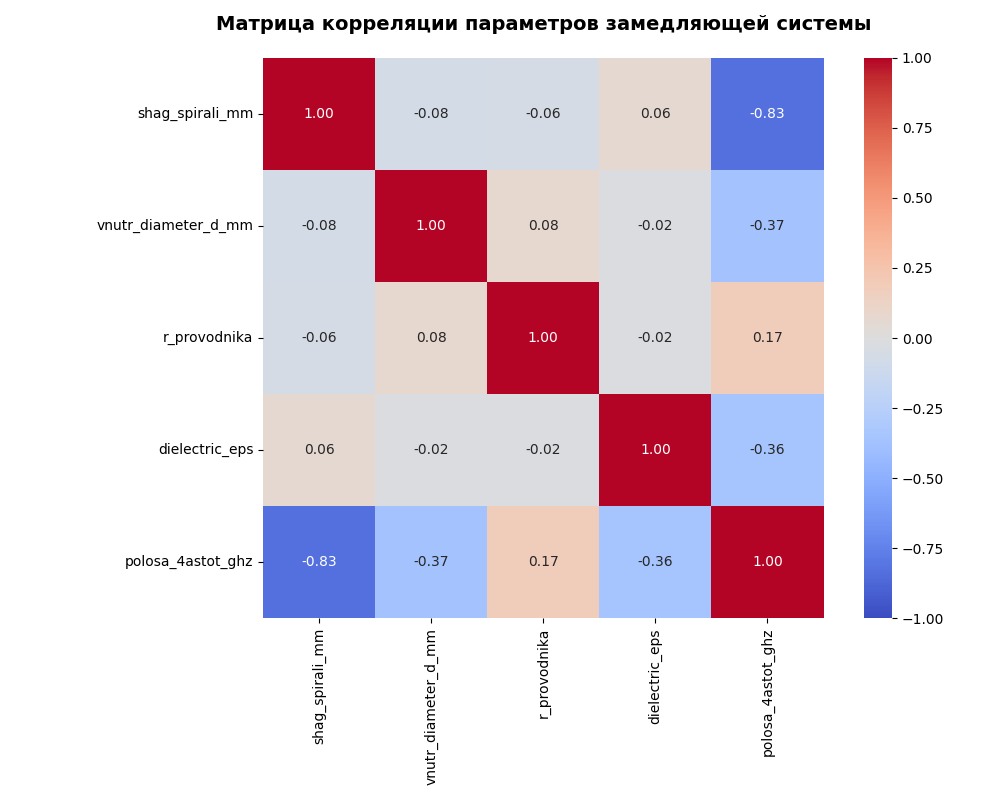 Матрица корреляции параметров замедляющей системы
shag_spirali_mm 1.00 -0.08 -0.06 0.06 -0.83
vnutr_diameter_d_mm -0.08 1.00 0.08 -0.02 -0.37
r_provodnika -0.06 0.08 1.00 -0.02 0.17
dielectric_eps 0.06 -0.02 -0.02 1.00 -0.36
polosa_4astot_ghz -0.83 -0.37 0.17 -0.36 1.00
shag_spirali_mm
vnutr_diameter_d_mm
r_provodnika
dielectric_eps
polosa_4astot_ghz
1.00
0.75
0.50
0.25
0.00
−0.25
−0.50
−0.75
−1.00